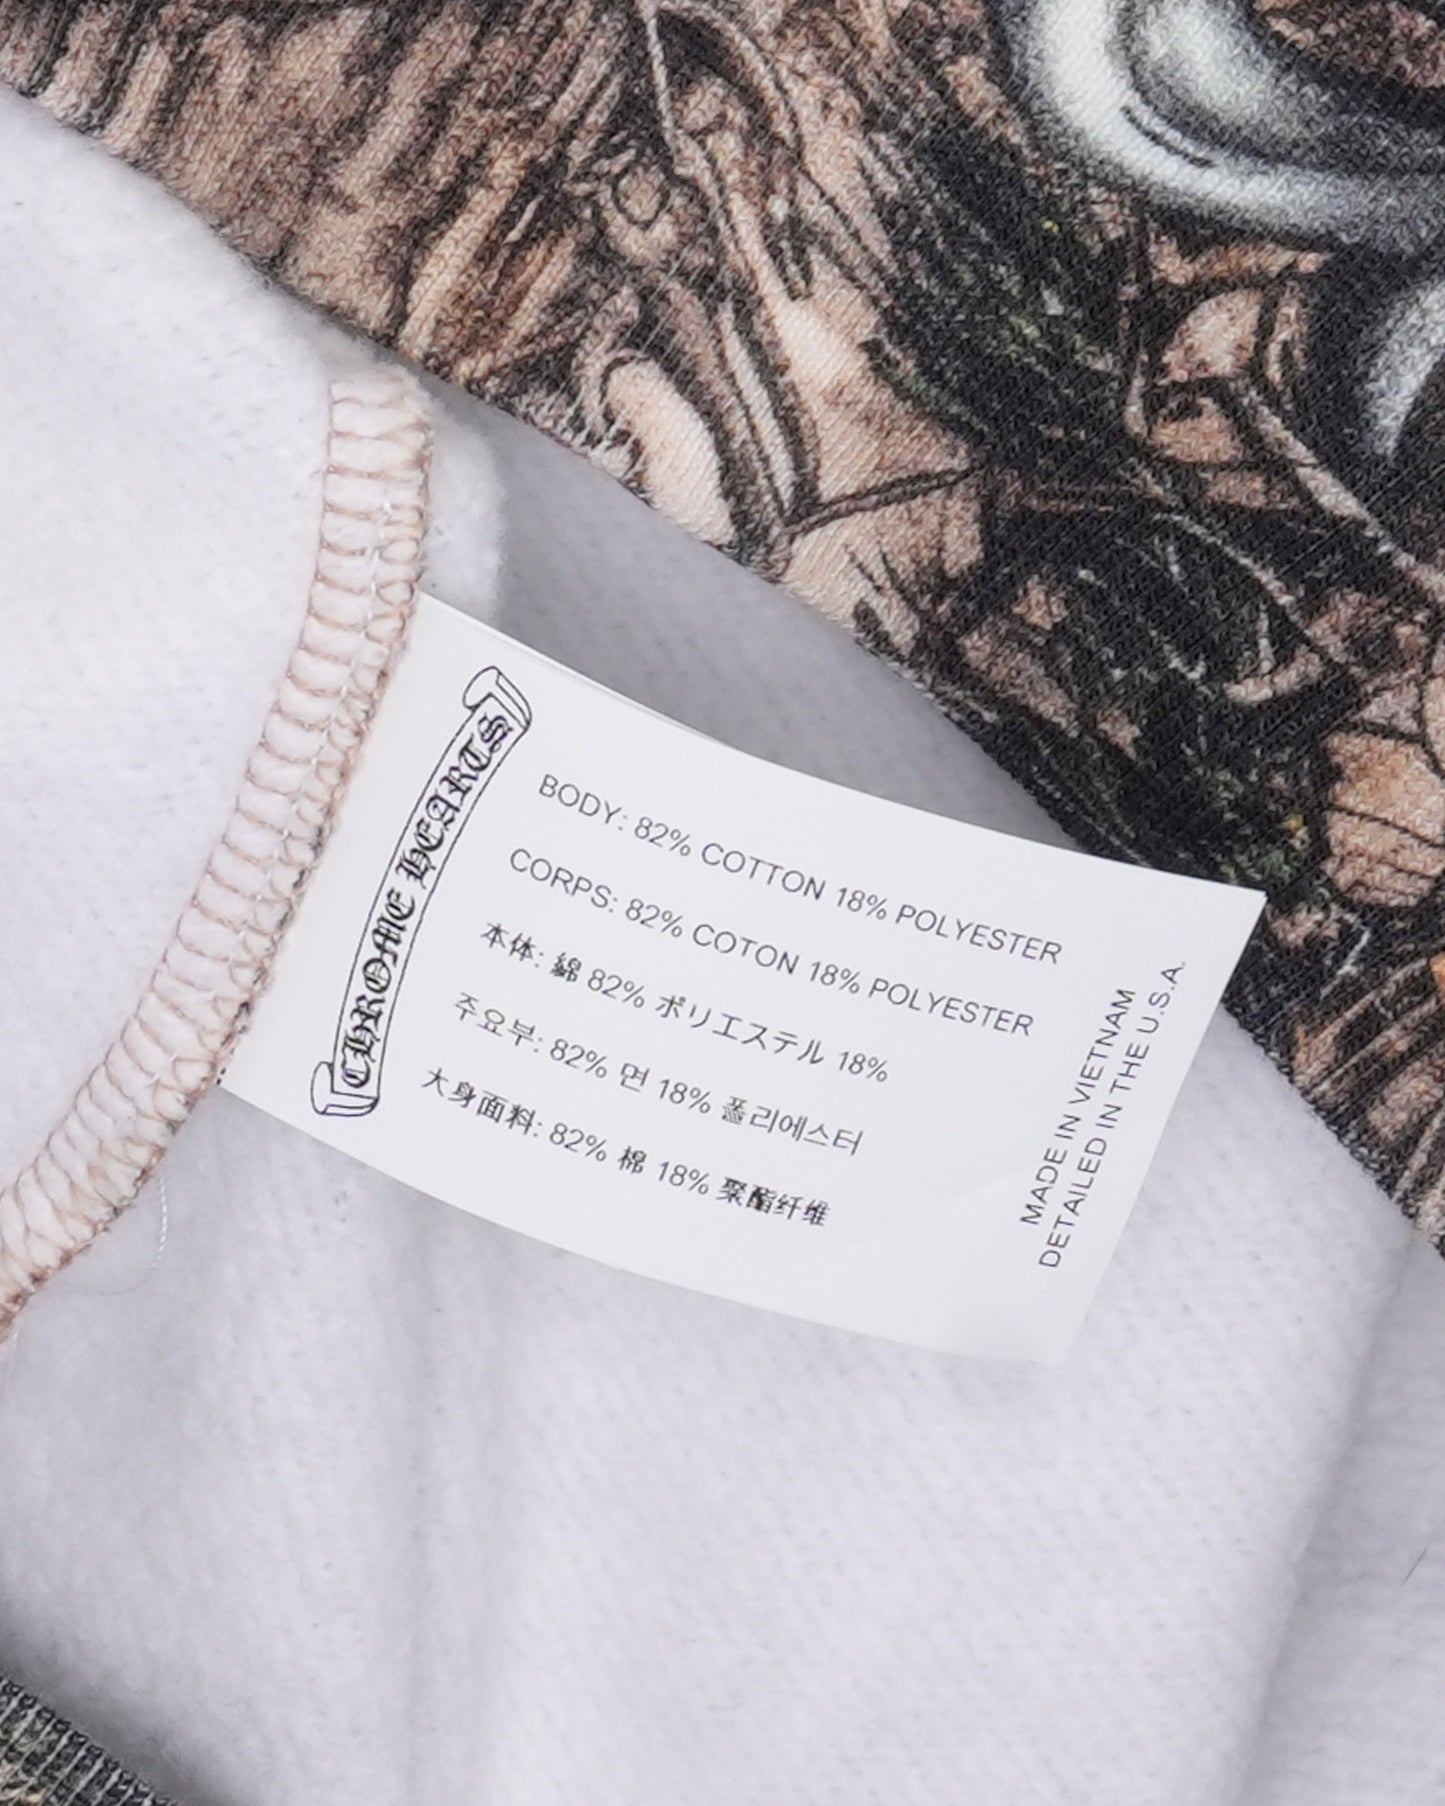 CHROME HEARTS
BODY: 82% COTTON 18% POLYESTER
CORPS: 82% COTON 18% POLYESTER
本体: 綿 82% ポリエステル 18%
주요부: 82% 면 18% 폴리에스터
大身面料: 82% 棉 18% 聚酯纤维
MADE IN VIETNAM
DETAILED IN THE U.S.A.